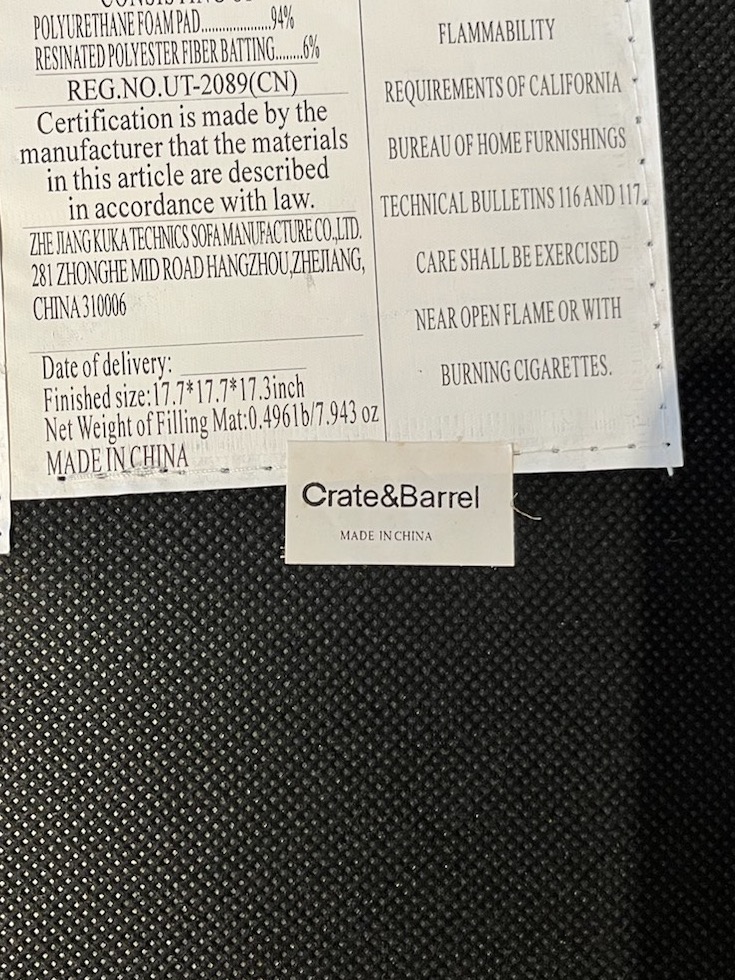 POLYURETHANE FOAM PAD....................94%
RESINATED POLYESTER FIBER BATTING.......6%
REG.NO.UT-2089(CN)
Certification is made by the
manufacturer that the materials
in this article are described
in accordance with law.
ZHE JIANG KUKA TECHNICS SOFA MANUFACTURE CO.,LTD.
281 ZHONGHE MID ROAD HANGZHOU,ZHEJIANG,
CHINA 310006
Date of delivery:
Finished size:17.7*17.7*17.3inch
Net Weight of Filling Mat:0.4961b/7.943 oz
MADE IN CHINA
FLAMMABILITY
REQUIREMENTS OF CALIFORNIA
BUREAU OF HOME FURNISHINGS
TECHNICAL BULLETINS 116 AND 117.
CARE SHALL BE EXERCISED
NEAR OPEN FLAME OR WITH
BURNING CIGARETTES.
Crate&Barrel
MADE IN CHINA